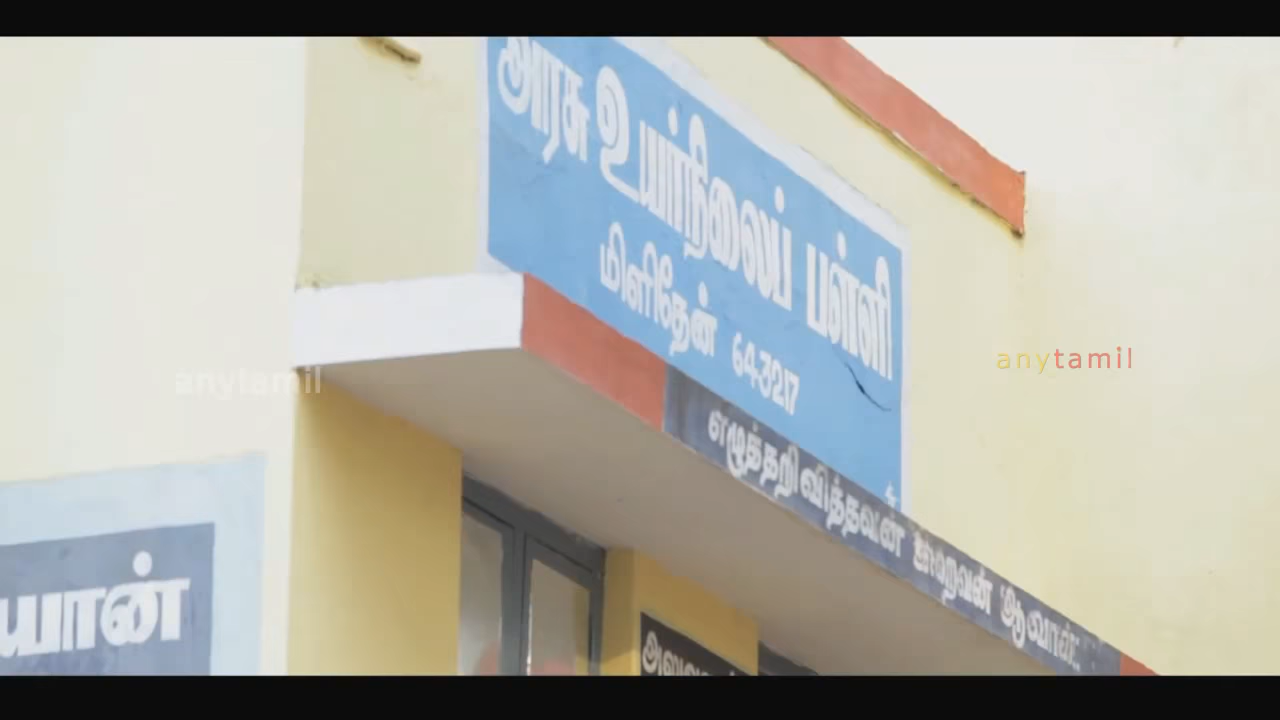 அரசு உயர்நிலைப் பள்ளி
மிளிதேன் 643217
எழுத்தறிவித்தவன் இறைவன் ஆவான்
anytamil
anytamil
யான்